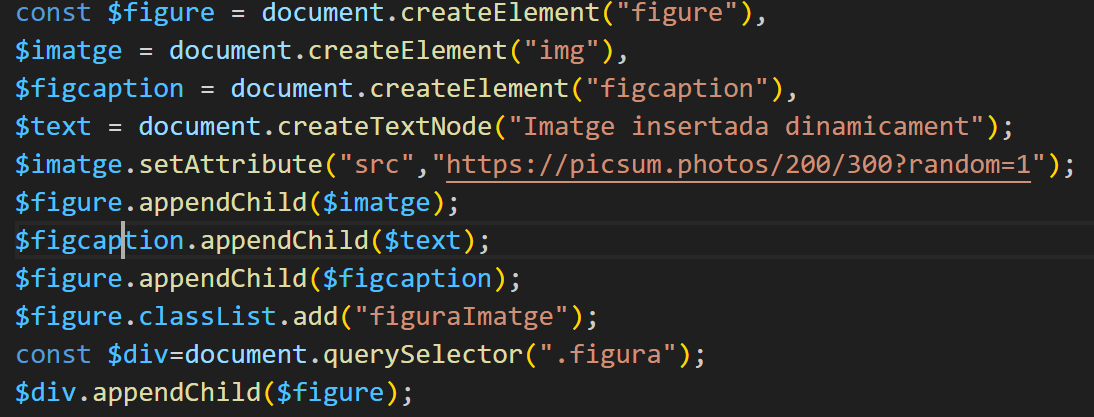 const $figure = document.createElement("figure"),
$imatge = document.createElement("img"),
$figcaption = document.createElement("figcaption"),
$text = document.createTextNode("Imatge insertada dinamicament");
$imatge.setAttribute("src","https://picsum.photos/200/300?random=1");
$figure.appendChild($imatge);
$figcaption.appendChild($text);
$figure.appendChild($figcaption);
$figure.classList.add("figuraImatge");
const $div=document.querySelector(".figura");
$div.appendChild($figure);